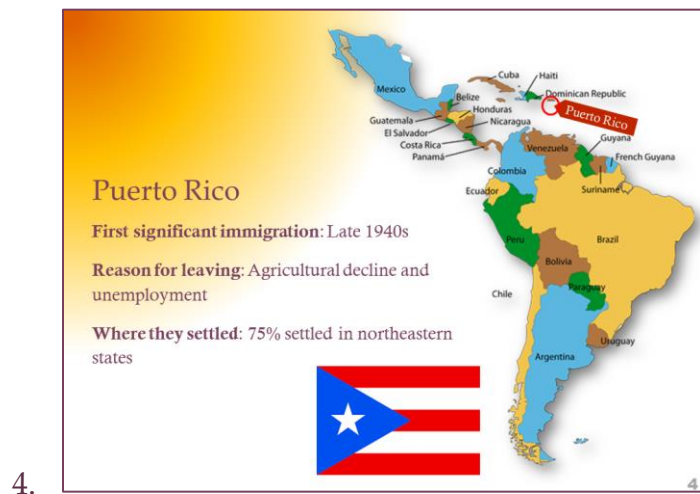 Mexico
Cuba
Haiti
Dominican Republic
Puerto Rico
Belize
Honduras
Guatemala
Nicaragua
El Salvador
Costa Rica
Panamá
Venezuela
Guyana
French Guyana
Colombia
Suriname
Ecuador
Peru
Brazil
Bolivia
Paraguay
Chile
Uruguay
Argentina
Puerto Rico
First significant immigration: Late 1940s
Reason for leaving: Agricultural decline and
unemployment
Where they settled: 75% settled in northeastern
states
4
4.